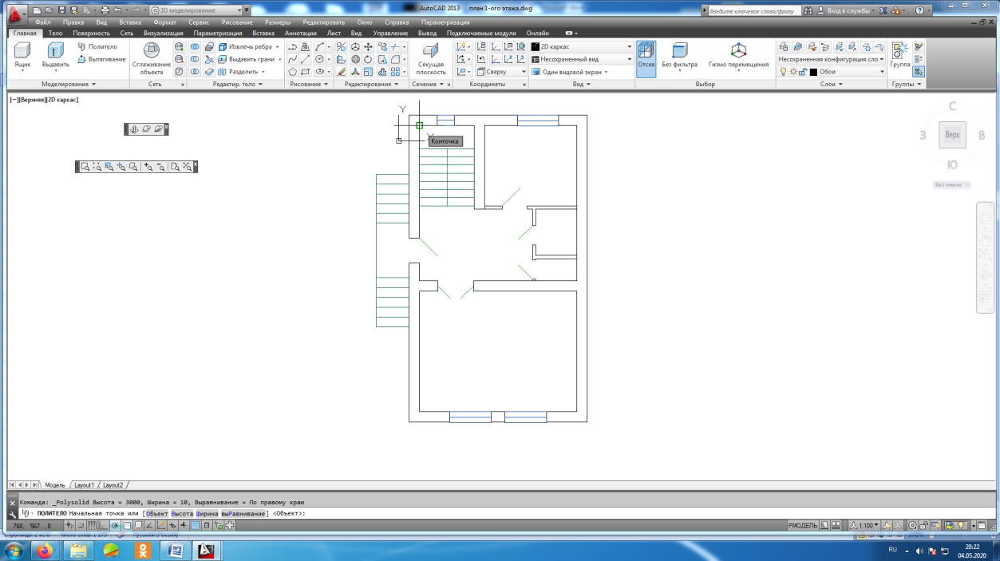 3D моделирование
AutoCAD 2013 план 1-ого этажа.dwg
Введите ключевое слово/фразу
Вход в службы
Файл Правка Вид Вставка Формат Сервис Рисование Размеры Редактировать Окно Справка Параметризация
Главная Тело Поверхность Сеть Визуализация Параметризация Вставка Аннотации Лист Вид Управление Вывод Подключаемые модули Онлайн
Ящик
Выдавить
Политело
Вытягивание
Сглаживание
объекта
Извлечь ребра
Выдавить грани
Разделить
Секущая
плоскость
Сверху
2D каркас
Несохраненный вид
Один видовой экран
Отсев
Без фильтра
Гизмо перемещения
Несохраненная конфигурация сло
Обои
Группа
Моделирование Сеть Редактир. тело Рисование Редактирование Сечение Координаты Вид Выбор Слои Группы
[−][Верхняя][2D каркас]
Y
Конточка
С
З Верх В
Ю
Без имени
Модель Layout1 Layout2
Команда: _Polysolid Высота = 3000, Ширина = 10, Выравнивание = По правому краю
ПОЛИТЕЛО Начальная точка или [Объект Высота Ширина выРавнивание] <Объект>:
760, 567 ,0
РМОДЕЛЬ
1:100
RU
20:22
04.05.2020